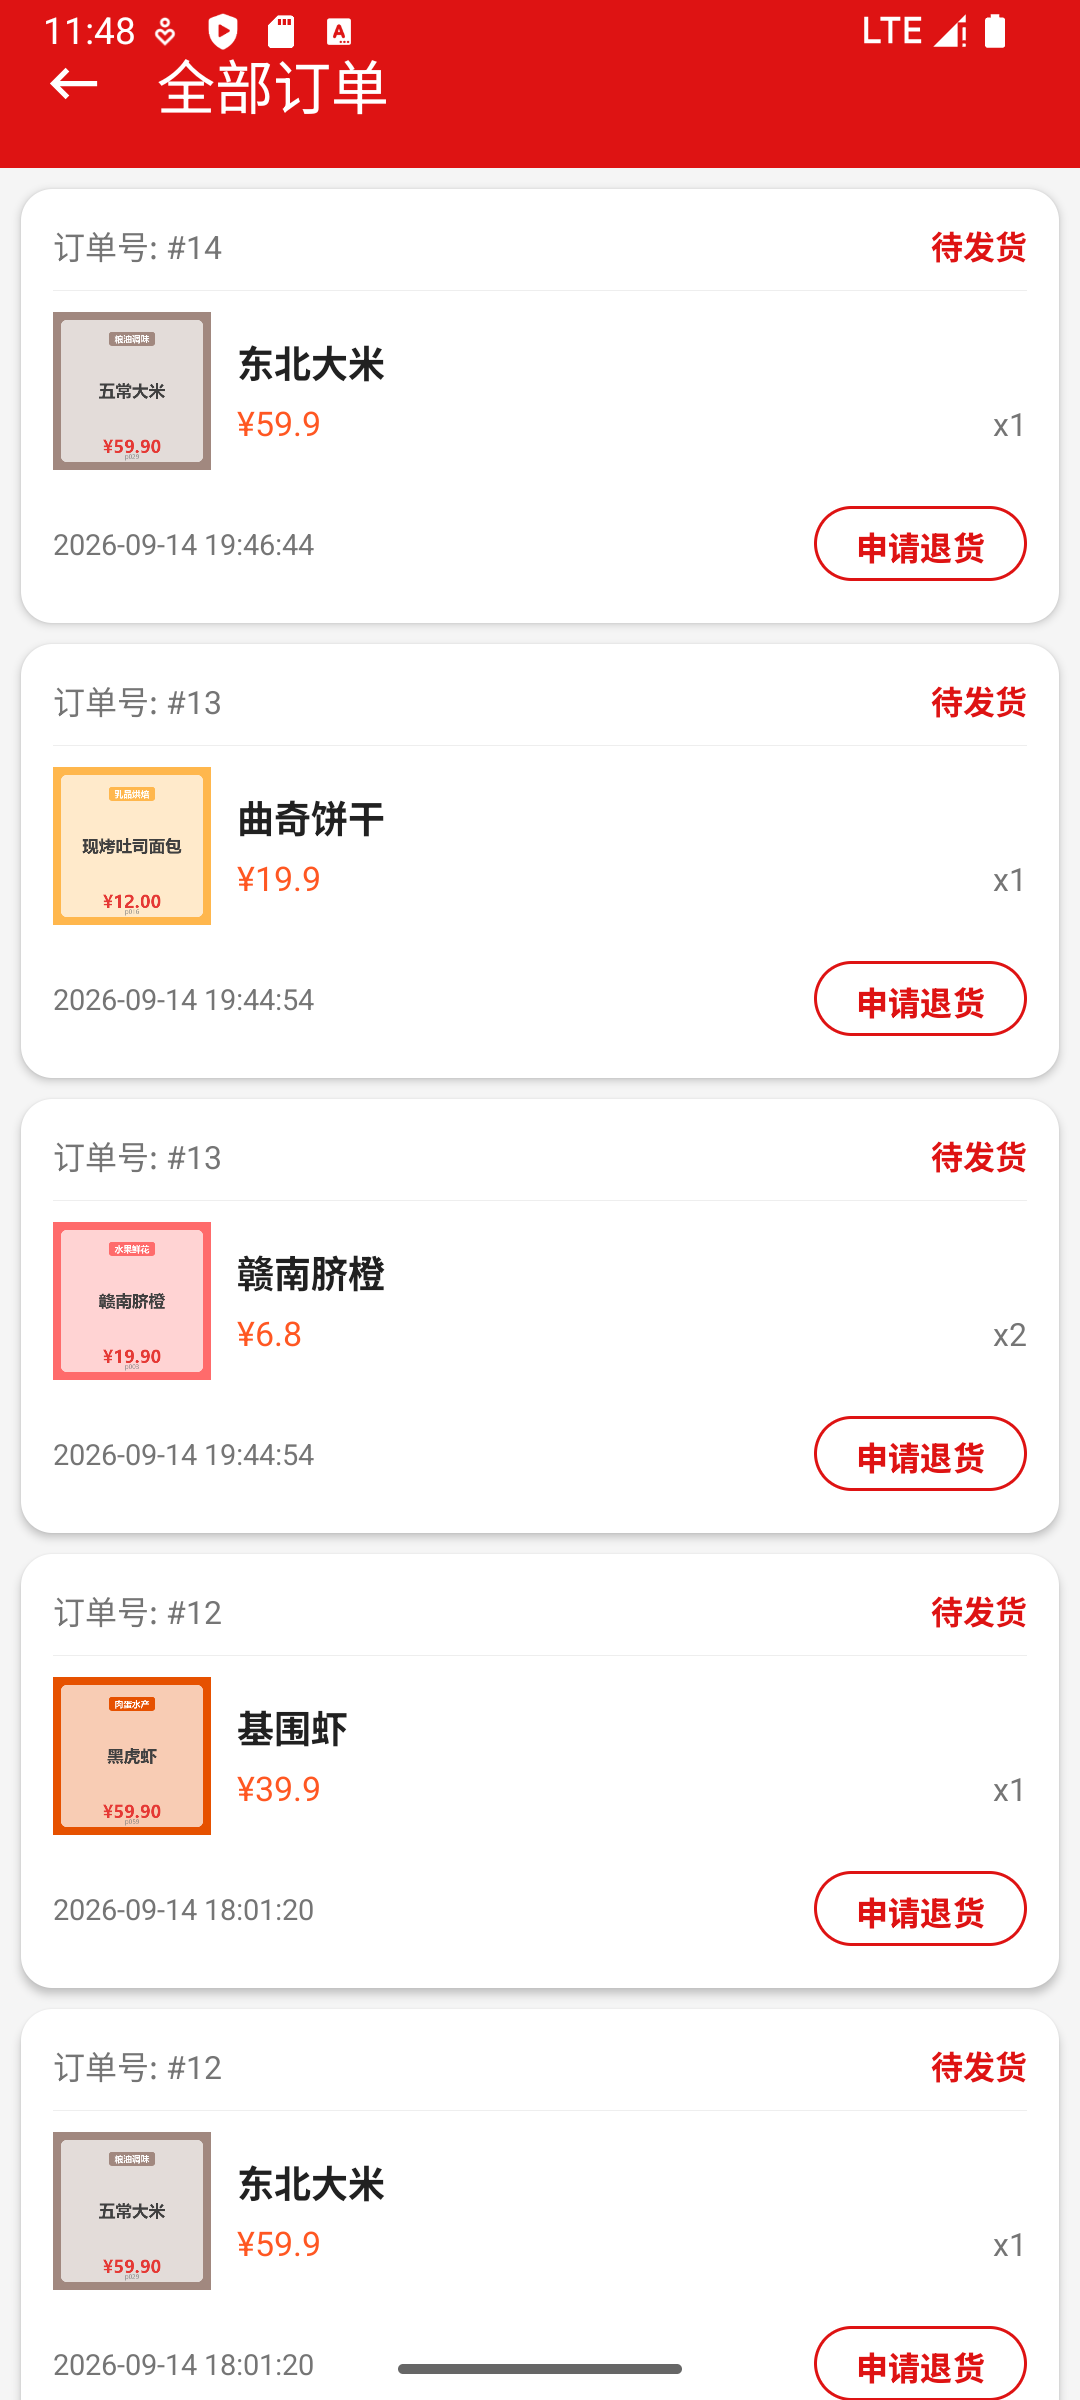 11:48
LTE
全部订单
订单号: #14
待发货
粮油调味
五常大米
¥59.90
p029
东北大米
¥59.9
x1
2026-09-14 19:46:44
申请退货
订单号: #13
待发货
乳品烘焙
现烤吐司面包
¥12.00
p016
曲奇饼干
¥19.9
x1
2026-09-14 19:44:54
申请退货
订单号: #13
待发货
水果鲜花
赣南脐橙
¥19.90
p003
赣南脐橙
¥6.8
x2
2026-09-14 19:44:54
申请退货
订单号: #12
待发货
肉蛋水产
黑虎虾
¥59.90
p059
基围虾
¥39.9
x1
2026-09-14 18:01:20
申请退货
订单号: #12
待发货
粮油调味
五常大米
¥59.90
p029
东北大米
¥59.9
x1
2026-09-14 18:01:20
申请退货